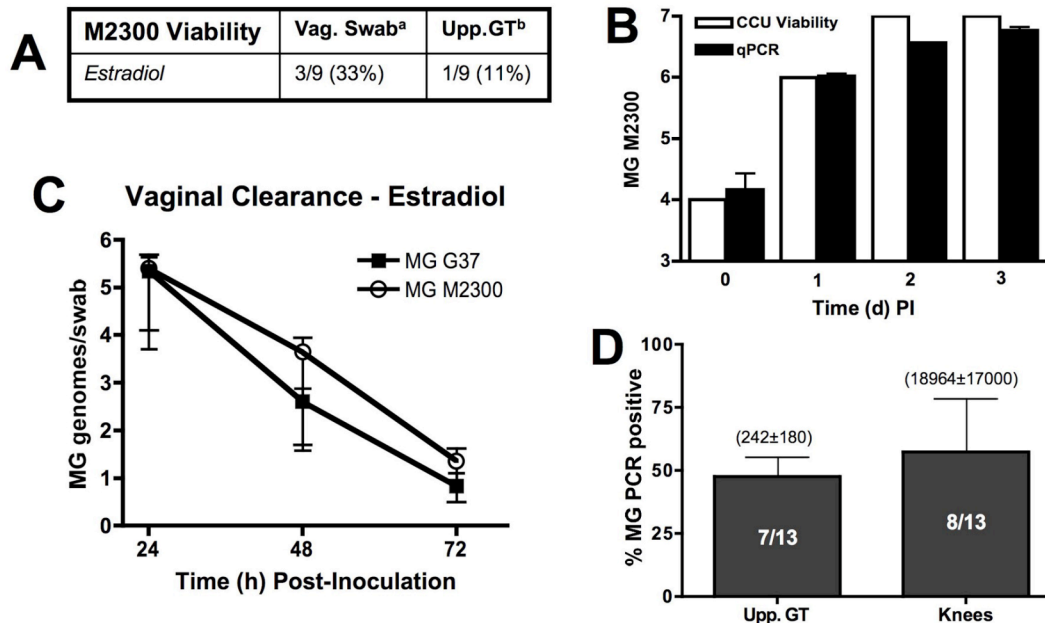 A
M2300 Viability Vag. Swabᵃ Upp.GTᵇ
Estradiol 3/9 (33%) 1/9 (11%)
B
CCU Viability
qPCR
MG M2300
7
6
5
4
3
0 1 2 3
Time (d) PI
C
Vaginal Clearance - Estradiol
MG G37
MG M2300
MG genomes/swab
6
5
4
3
2
1
0
24 48 72
Time (h) Post-Inoculation
D
% MG PCR positive
100
75
50
25
0
(242±180)
(18964±17000)
7/13
8/13
Upp. GT Knees